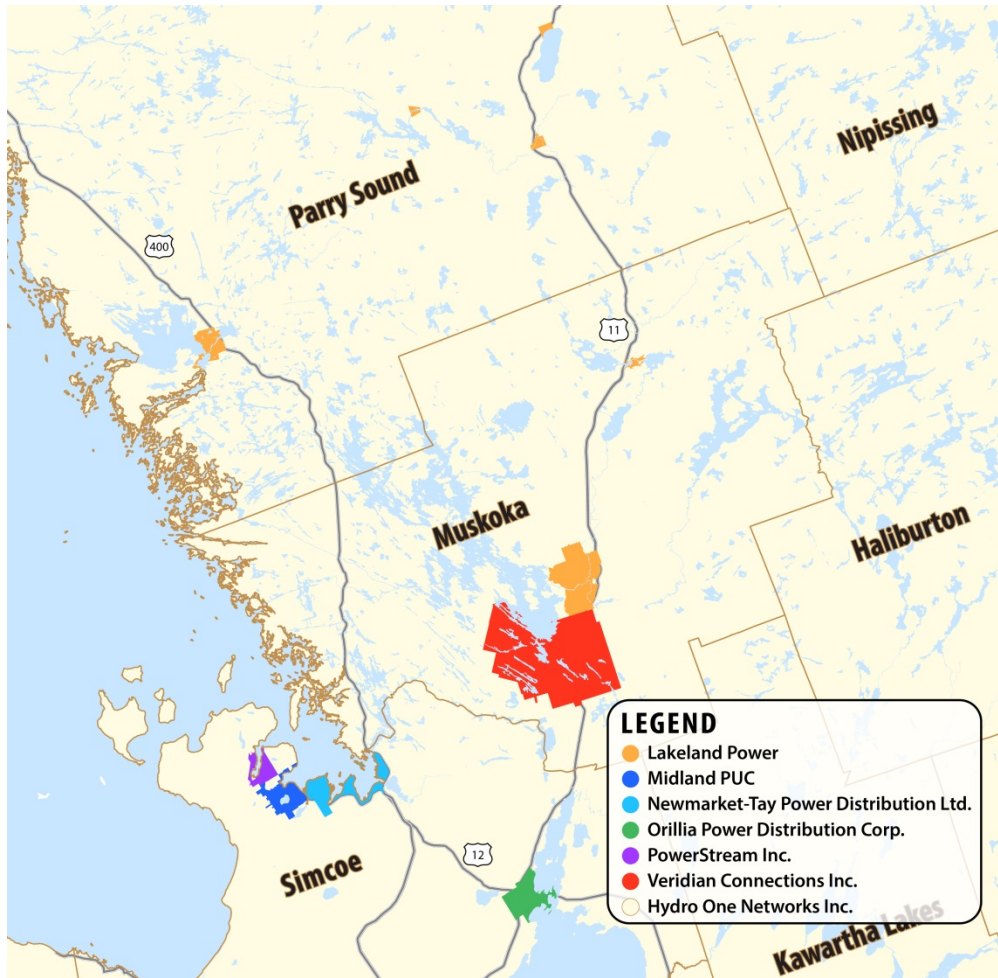 Nipissing
Parry Sound
400
11
Muskoka
Haliburton
LEGEND
Lakeland Power
Midland PUC
Newmarket-Tay Power Distribution Ltd.
Orillia Power Distribution Corp.
PowerStream Inc.
Veridian Connections Inc.
Hydro One Networks Inc.
12
Simcoe
Kawartha Lakes